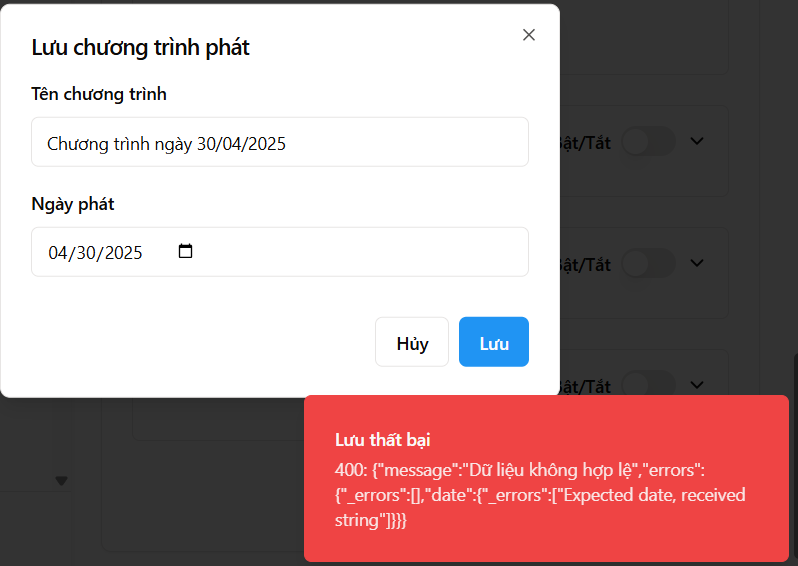 Lưu chương trình phát
Tên chương trình
Chương trình ngày 30/04/2025
Bật/Tắt
Ngày phát
04/30/2025
Bật/Tắt
Hủy
Lưu
Bật/Tắt
Lưu thất bại
400: {"message":"Dữ liệu không hợp lệ","errors":
{"_errors":[],"date":{"_errors":["Expected date, received
string"]}}}